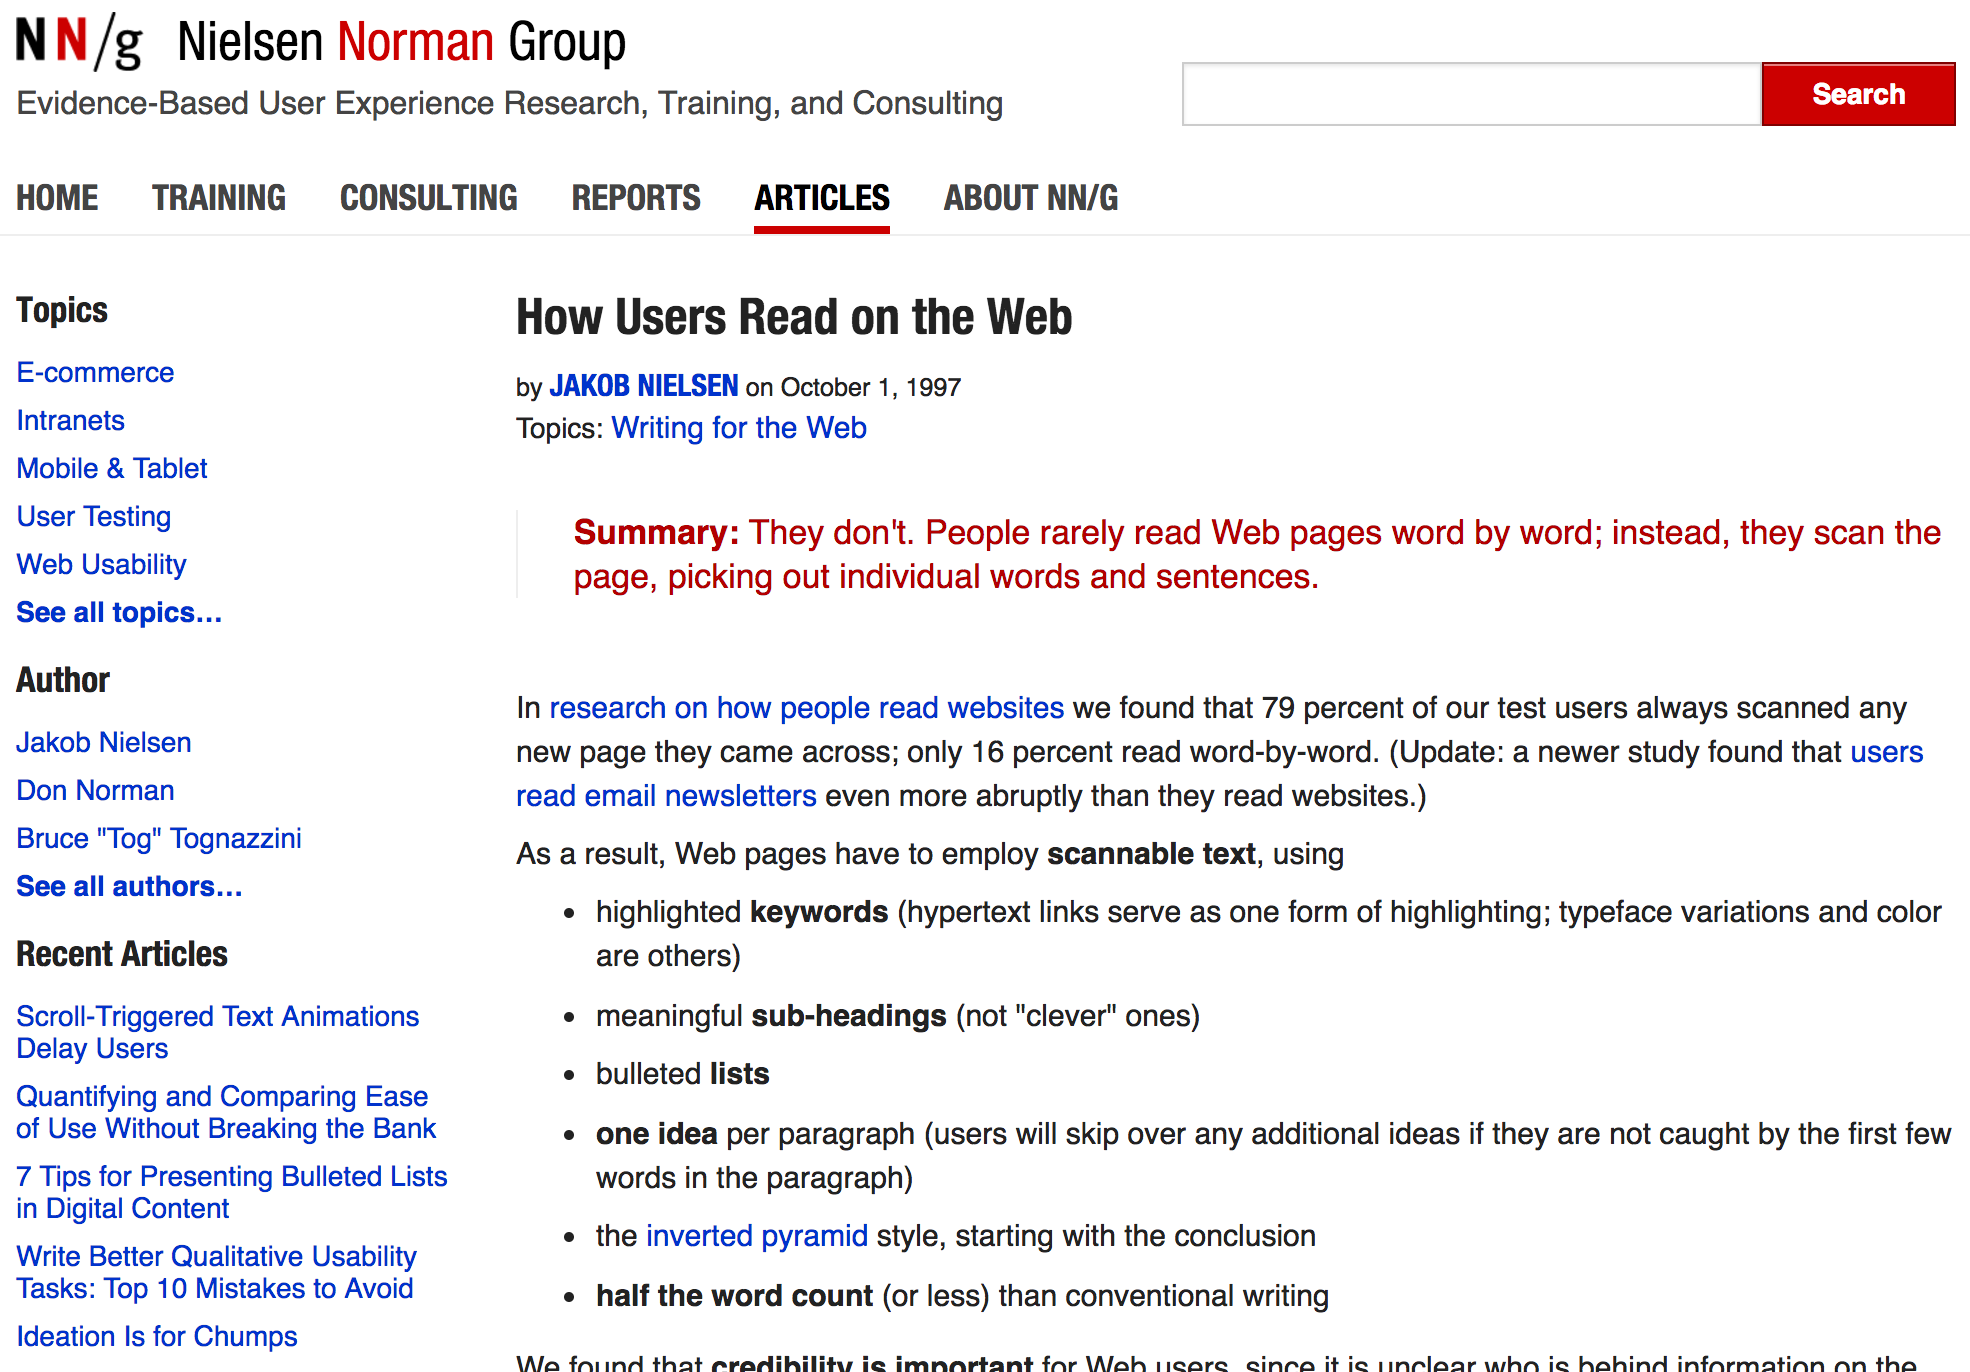 NN/g Nielsen Norman Group
Evidence-Based User Experience Research, Training, and Consulting
Search
HOME TRAINING CONSULTING REPORTS ARTICLES ABOUT NN/G
Topics
E-commerce
Intranets
Mobile & Tablet
User Testing
Web Usability
See all topics...
Author
Jakob Nielsen
Don Norman
Bruce "Tog" Tognazzini
See all authors...
Recent Articles
Scroll-Triggered Text Animations
Delay Users
Quantifying and Comparing Ease
of Use Without Breaking the Bank
7 Tips for Presenting Bulleted Lists
in Digital Content
Write Better Qualitative Usability
Tasks: Top 10 Mistakes to Avoid
Ideation Is for Chumps
How Users Read on the Web
by JAKOB NIELSEN on October 1, 1997
Topics: Writing for the Web
Summary: They don't. People rarely read Web pages word by word; instead, they scan the
page, picking out individual words and sentences.
In research on how people read websites we found that 79 percent of our test users always scanned any
new page they came across; only 16 percent read word-by-word. (Update: a newer study found that users
read email newsletters even more abruptly than they read websites.)
As a result, Web pages have to employ scannable text, using
• highlighted keywords (hypertext links serve as one form of highlighting; typeface variations and color
are others)
• meaningful sub-headings (not "clever" ones)
• bulleted lists
• one idea per paragraph (users will skip over any additional ideas if they are not caught by the first few
words in the paragraph)
• the inverted pyramid style, starting with the conclusion
• half the word count (or less) than conventional writing
We found that credibility is important for Web users, since it is unclear who is behind information on the